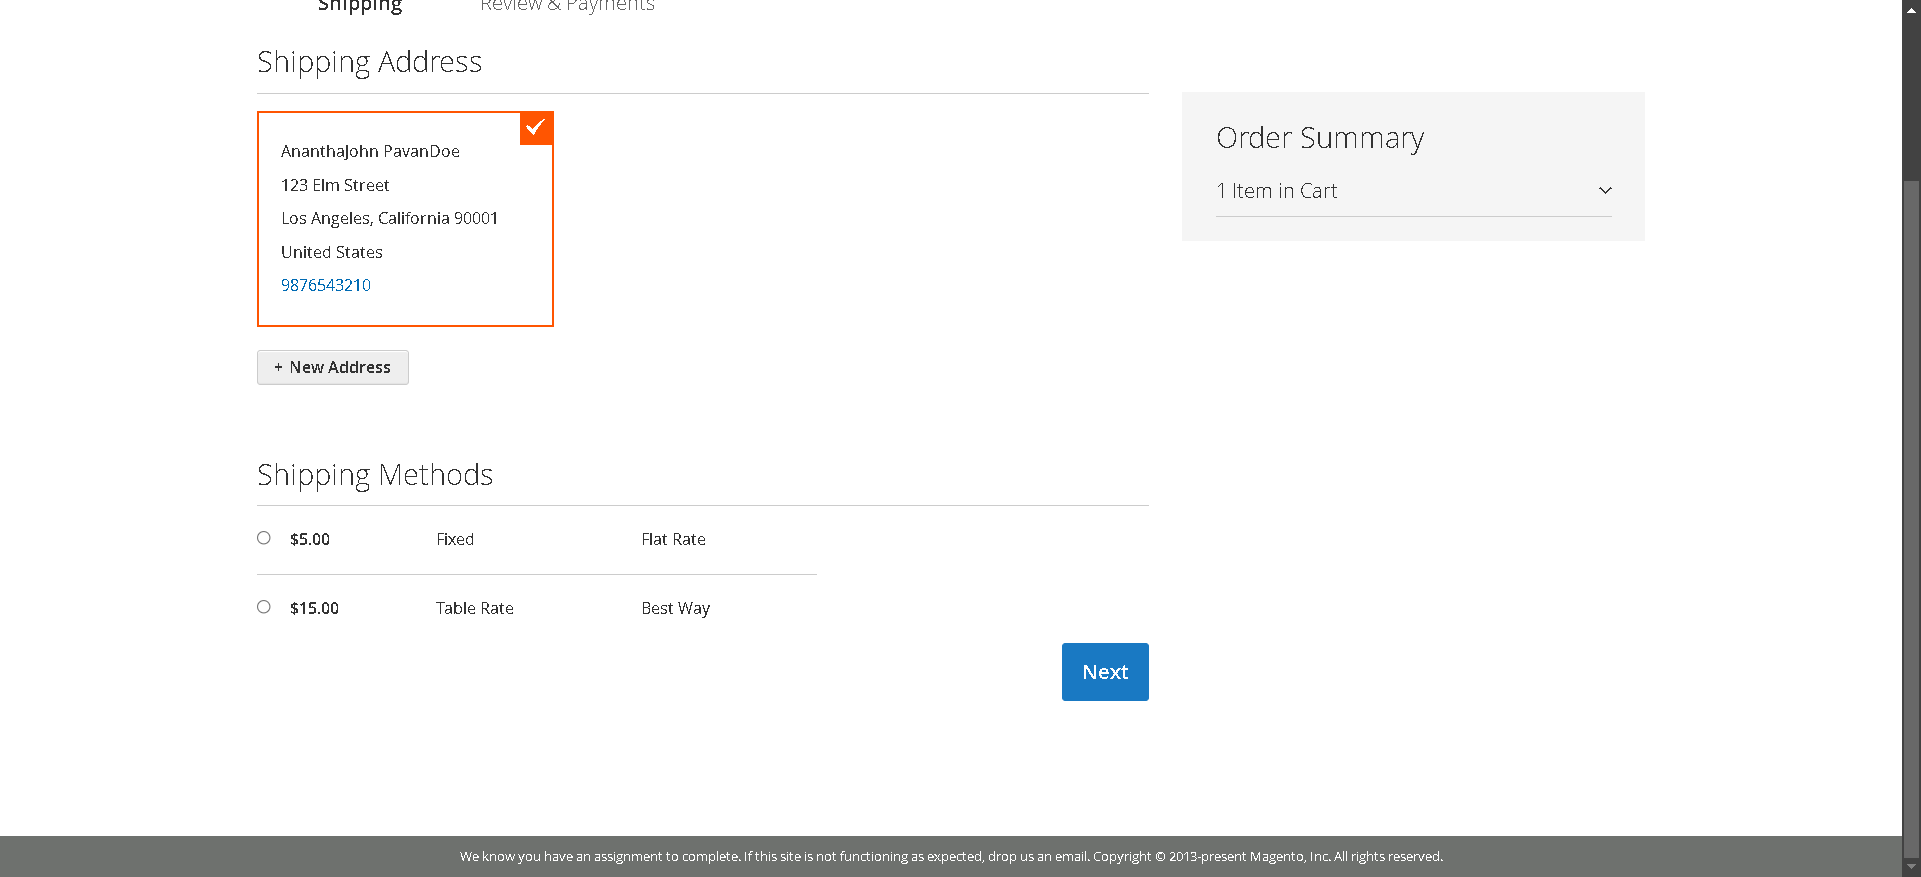 Shipping
Review & Payments
Shipping Address
AnanthaJohn PavanDoe
123 Elm Street
Los Angeles, California 90001
United States
9876543210
+ New Address
Order Summary
1 Item in Cart
Shipping Methods
$5.00 Fixed Flat Rate
$15.00 Table Rate Best Way
Next
We know you have an assignment to complete. If this site is not functioning as expected, drop us an email. Copyright © 2013-present Magento, Inc. All rights reserved.